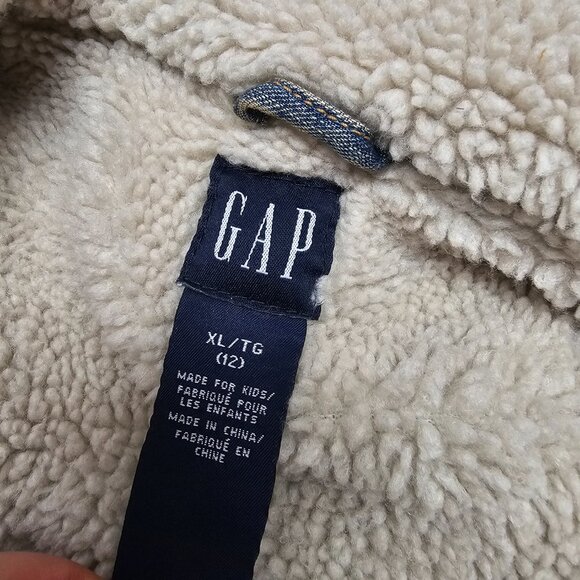 GAP
XL/TG
(12)
MADE FOR KIDS/
FABRIQUÉ POUR
LES ENFANTS
MADE IN CHINA/
FABRIQUÉ EN
CHINE